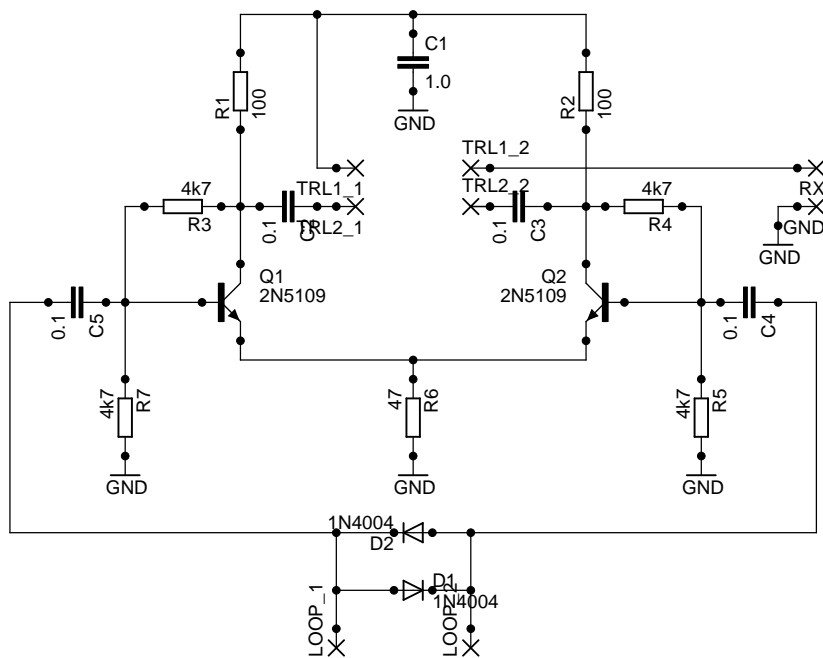 C1
1.0
GND
R1
100
R2
100
TRL1_2
TRL1_1
TRL2_2
RX
4k7
R3
0.1
C2
TRL2_1
0.1
C3
4k7
R4
GND
GND
Q1
2N5109
Q2
2N5109
0.1
C5
0.1
C4
4k7
R7
47
R6
4k7
R5
GND
GND
GND
1N4004
D2
D1
1N4004
LOOP_1
LOOP_2